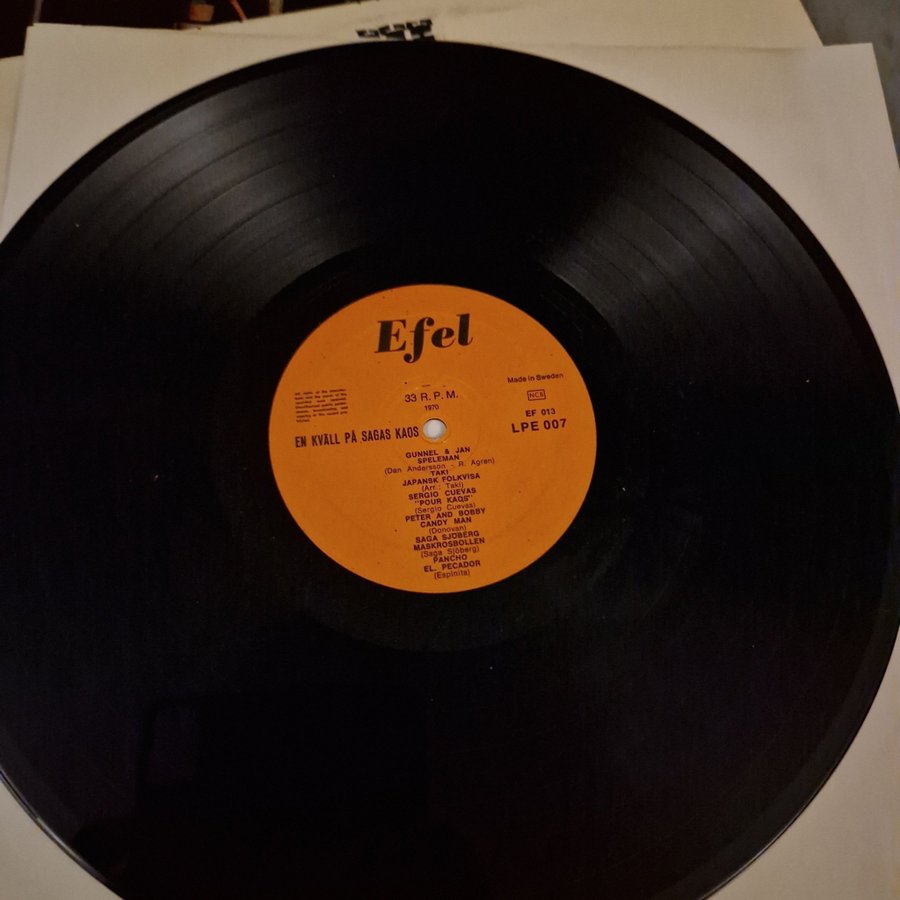 Efel
33 R.P.M.
1970
Made in Sweden
NCB
EF 013
LPE 007
EN KVÄLL PÅ SAGAS KAOS
GUNNEL & JAN
SPELEMAN
(Dan Andersson - R. Ågren)
TAKI
JAPANSK FOLKVISA
(Arr.: Taki)
SERGIO CUEVAS
"POUR KAOS"
(Sergio Cuevas)
PETER AND BOBBY
CANDY MAN
(Donovan)
SAGA SJÖBERG
MASKROSBOLLEN
(Saga Sjöberg)
PANCHO
EL. PECADOR
(Espinita)